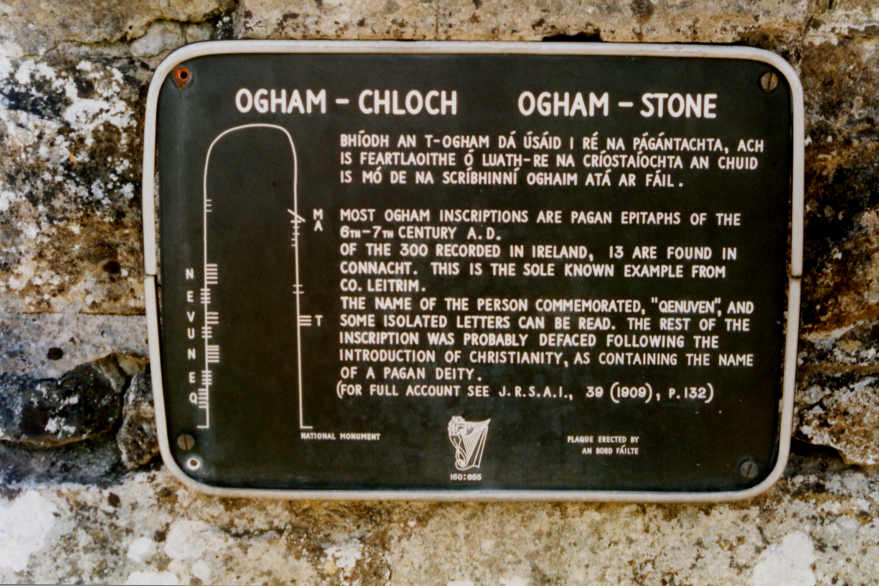 OGHAM - CHLOCH OGHAM - STONE
BHÍODH AN T-OGHAM DÁ ÚSÁID I RÉ NA PÁGÁNTACHTA, ACH
IS FEARTLAOITHE Ó LUATH-RE NA CRÍOSTAÍOCHTA AN CHUID
IS MÓ DE NA SCRÍBHINNÍ OGHAIM ATÁ AR FÁIL.
MOST OGHAM INSCRIPTIONS ARE PAGAN EPITAPHS OF THE
6TH-7TH CENTURY A.D.
OF THE 300 RECORDED IN IRELAND, 13 ARE FOUND IN
CONNACHT. THIS IS THE SOLE KNOWN EXAMPLE FROM
CO. LEITRIM.
THE NAME OF THE PERSON COMMEMORATED, "QENUVEN", AND
SOME ISOLATED LETTERS CAN BE READ. THE REST OF THE
INSCRIPTION WAS PROBABLY DEFACED FOLLOWING THE
INTRODUCTION OF CHRISTIANITY, AS CONTAINING THE NAME
OF A PAGAN DEITY.
(FOR FULL ACCOUNT SEE J.R.S.A.I., 39 (1909), P.132)
M
A
T
N
E
V
U
N
E
Q
NATIONAL MONUMENT
160:665
PLAQUE ERECTED BY
AN BORD FÁILTE